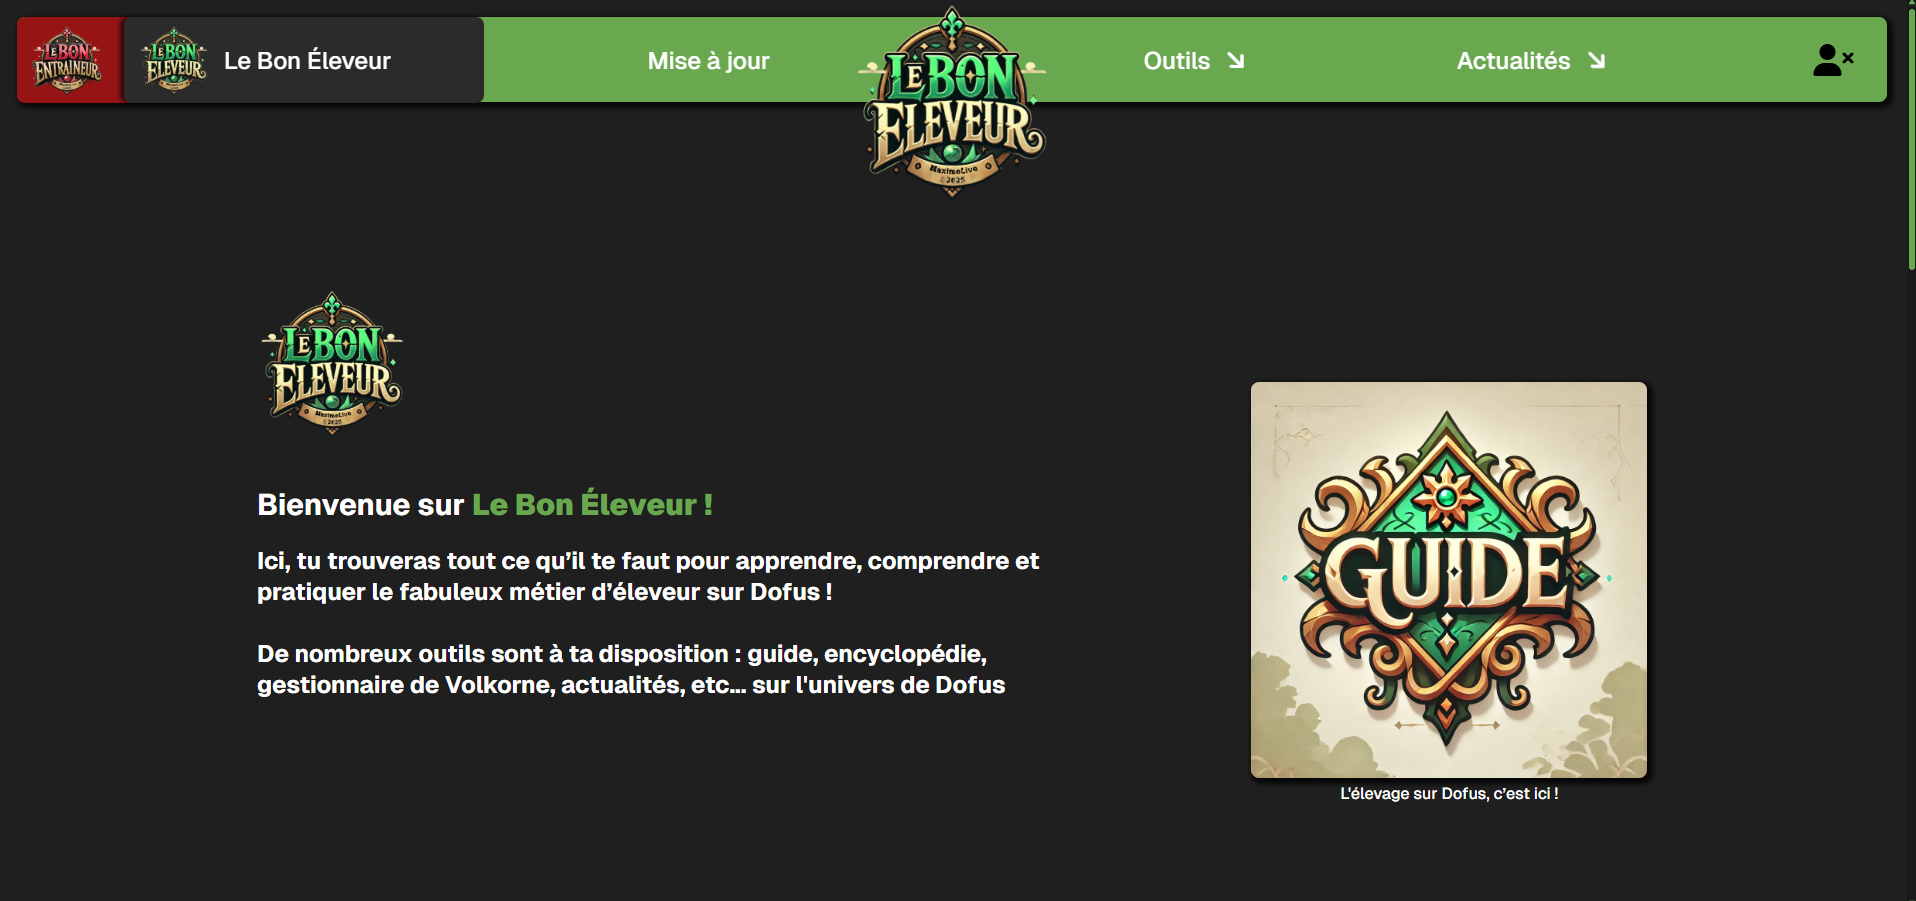 LE BON
ENTRAINEUR
LE BON
ELEVEUR
Le Bon Éleveur
Mise à jour
LE BON
ELEVEUR
MaximoLive
©2025
Outils
Actualités
LE BON
ELEVEUR
MaximoLive
©2025
Bienvenue sur Le Bon Éleveur !
Ici, tu trouveras tout ce qu’il te faut pour apprendre, comprendre et
pratiquer le fabuleux métier d’éleveur sur Dofus !
De nombreux outils sont à ta disposition : guide, encyclopédie,
gestionnaire de Volkorne, actualités, etc... sur l'univers de Dofus
GUIDE
L'élevage sur Dofus, c’est ici !